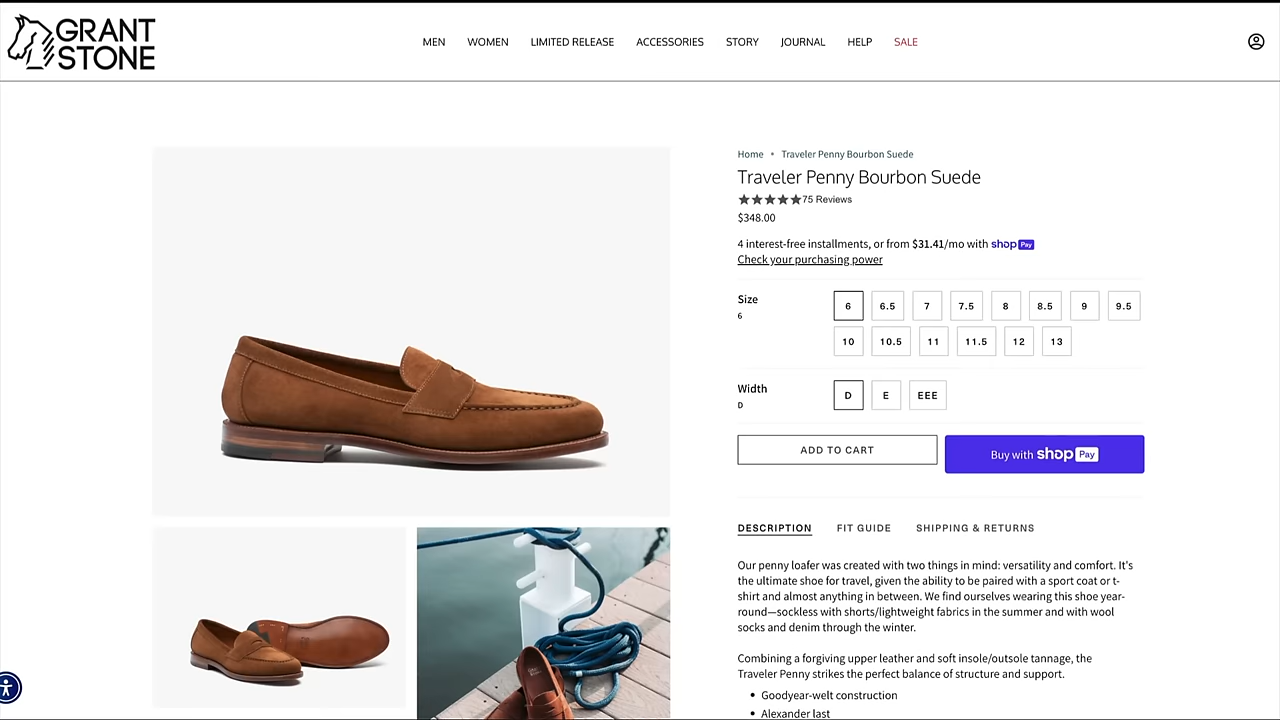 GRANT
STONE
MEN WOMEN LIMITED RELEASE ACCESSORIES STORY JOURNAL HELP SALE
Home • Traveler Penny Bourbon Suede
Traveler Penny Bourbon Suede
★★★★★75 Reviews
$348.00
4 interest-free installments, or from $31.41/mo with shop Pay
Check your purchasing power
Size
6
6 6.5 7 7.5 8 8.5 9 9.5
10 10.5 11 11.5 12 13
Width
D
D E EEE
ADD TO CART
Buy with shop Pay
DESCRIPTION FIT GUIDE SHIPPING & RETURNS
Our penny loafer was created with two things in mind: versatility and comfort. It's
the ultimate shoe for travel, given the ability to be paired with a sport coat or t-
shirt and almost anything in between. We find ourselves wearing this shoe year-
round—sockless with shorts/lightweight fabrics in the summer and with wool
socks and denim through the winter.
Combining a forgiving upper leather and soft insole/outsole tannage, the
Traveler Penny strikes the perfect balance of structure and support.
• Goodyear-welt construction
• Alexander last